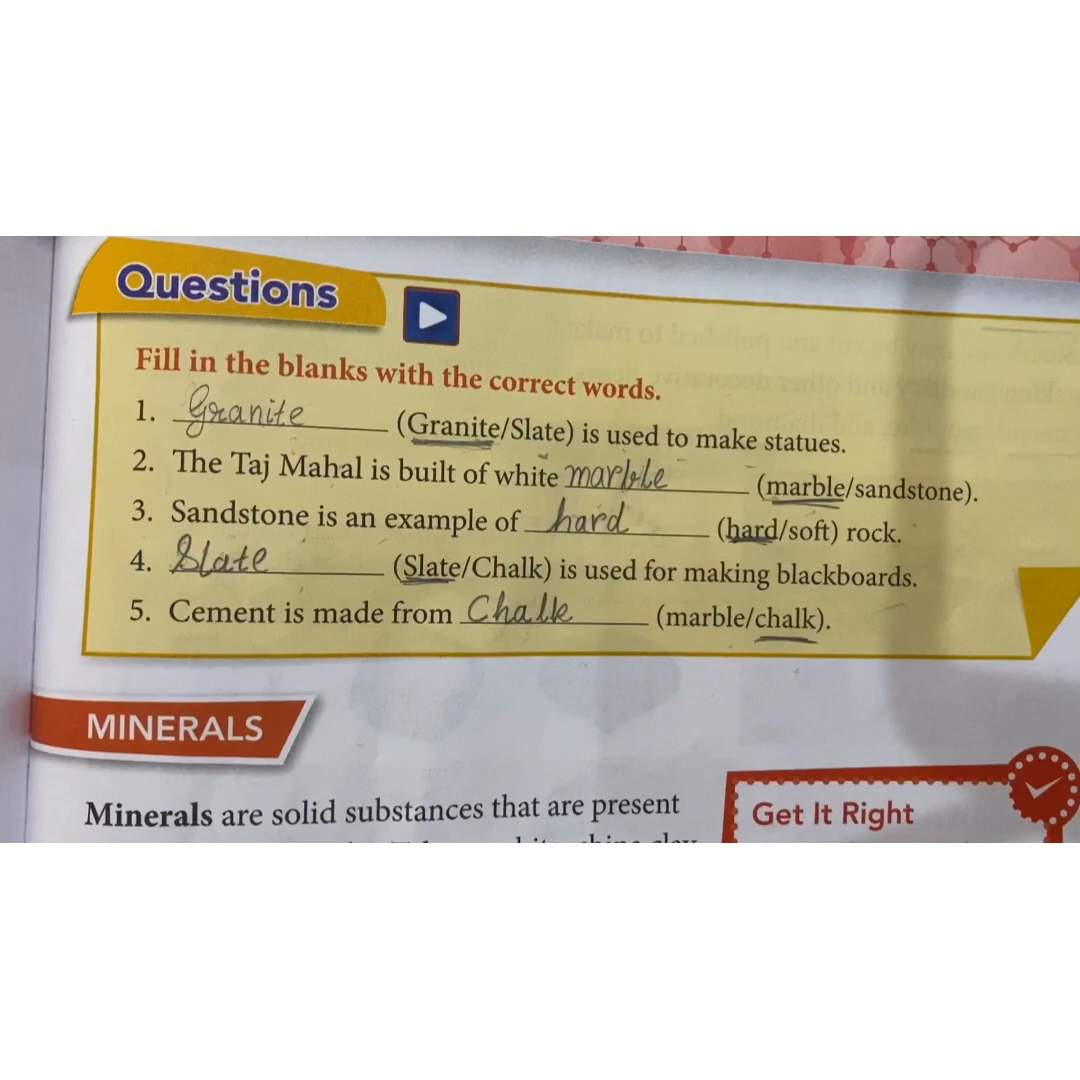 Questions
Fill in the blanks with the correct words.
1. Granite (Granite/Slate) is used to make statues.
2. The Taj Mahal is built of white marble (marble/sandstone).
3. Sandstone is an example of hard (hard/soft) rock.
4. Slate (Slate/Chalk) is used for making blackboards.
5. Cement is made from Chalk (marble/chalk).
MINERALS
Minerals are solid substances that are present
Get It Right